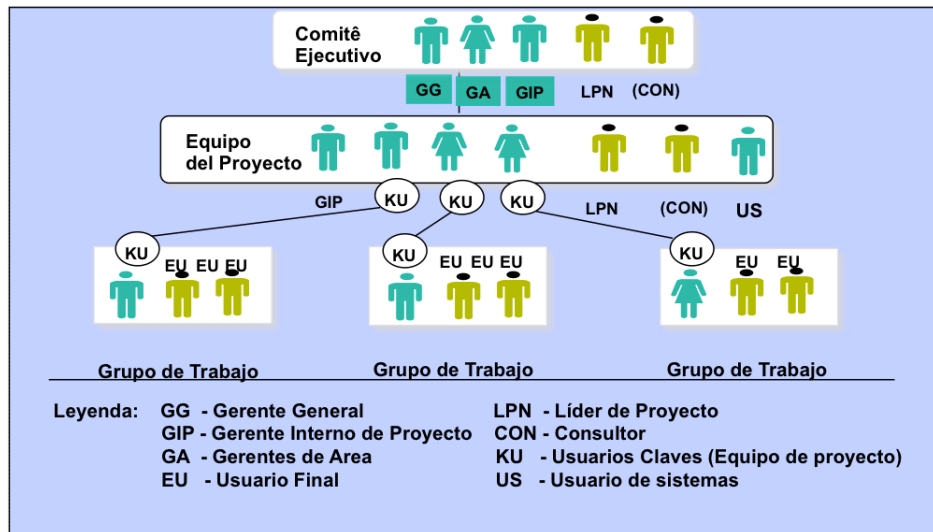 Comitê
Ejecutivo
GG GA GIP LPN (CON)
Equipo
del Proyecto
GIP KU KU KU LPN (CON) US
KU EU EU EU
KU EU EU EU
KU EU EU
Grupo de Trabajo Grupo de Trabajo Grupo de Trabajo
Leyenda: GG - Gerente General LPN - Líder de Proyecto
GIP - Gerente Interno de Proyecto CON - Consultor
GA - Gerentes de Area KU - Usuarios Claves (Equipo de proyecto)
EU - Usuario Final US - Usuario de sistemas